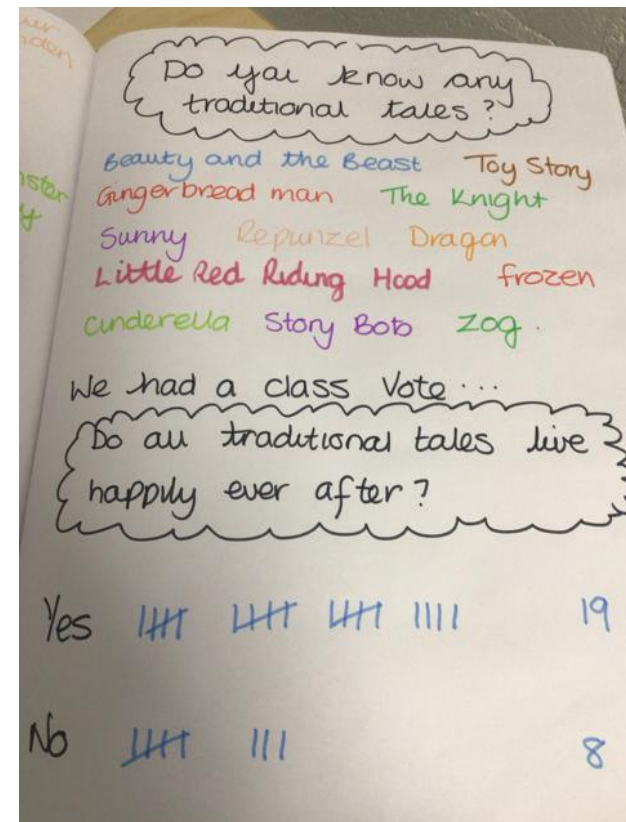 Do you know any
traditional tales?
Beauty and the Beast Toy Story
Gingerbread man The Knight
Sunny Repunzel Dragon
Little Red Riding Hood frozen
Cinderella Story Bots Zog.
We had a class Vote...
Do all traditional tales live
happily ever after?
Yes 19
No 8